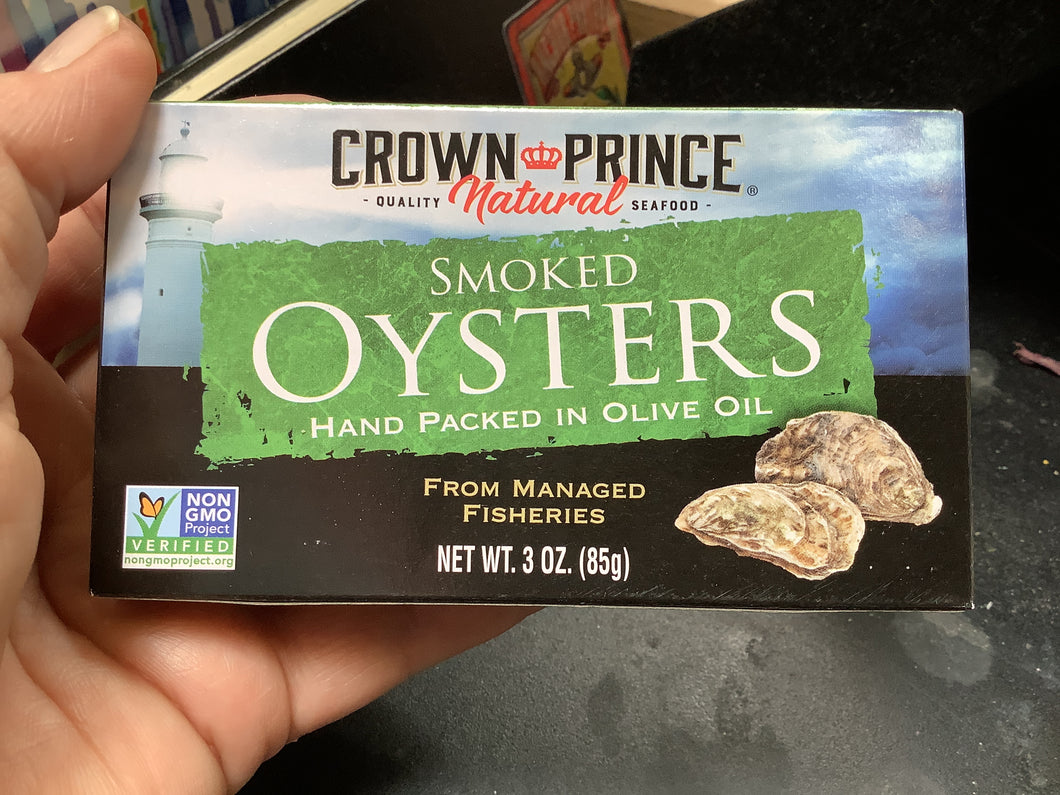 CROWN PRINCE ®
- QUALITY Natural SEAFOOD -
SMOKED
OYSTERS
HAND PACKED IN OLIVE OIL
FROM MANAGED
FISHERIES
NET WT. 3 OZ. (85g)
NON
GMO
Project
VERIFIED
nongmoproject.org